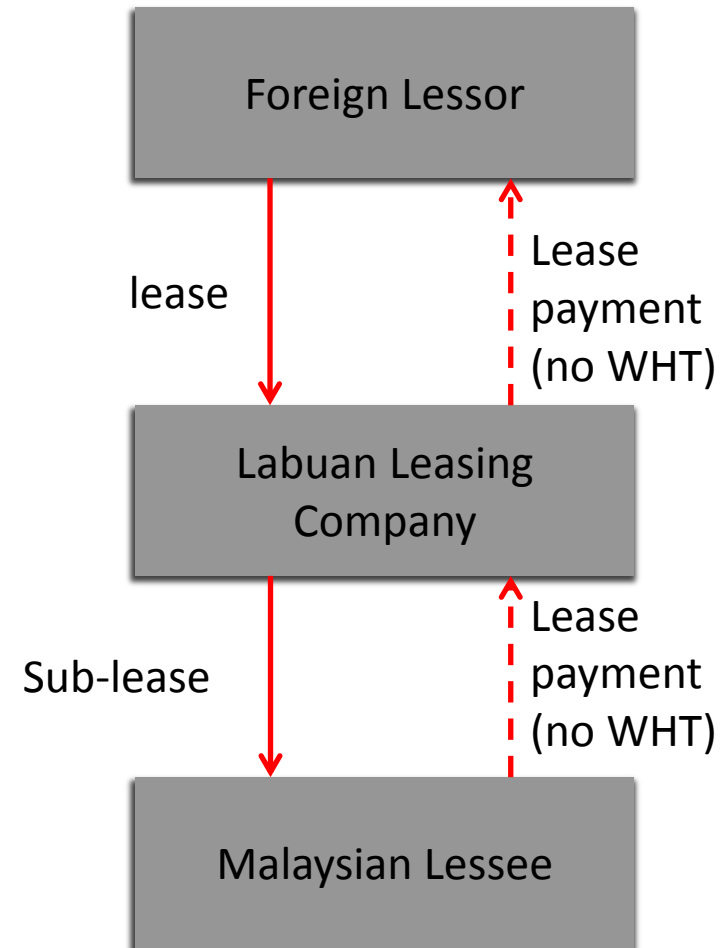 Foreign Lessor
lease
Lease
payment
(no WHT)
Labuan Leasing
Company
Sub-lease
Lease
payment
(no WHT)
Malaysian Lessee